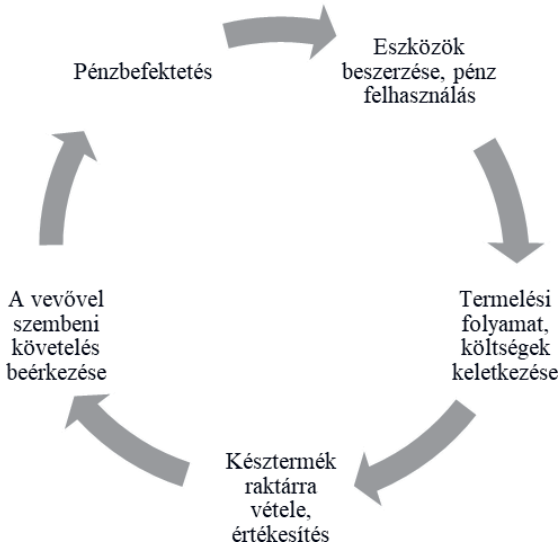 Pénzbefektetés
Eszközök
beszerzése, pénz
felhasználás
Termelési
folyamat,
költségek
keletkezése
Késztermék
raktárra
vétele,
értékesítés
A vevővel
szembeni
követelés
beérkezése